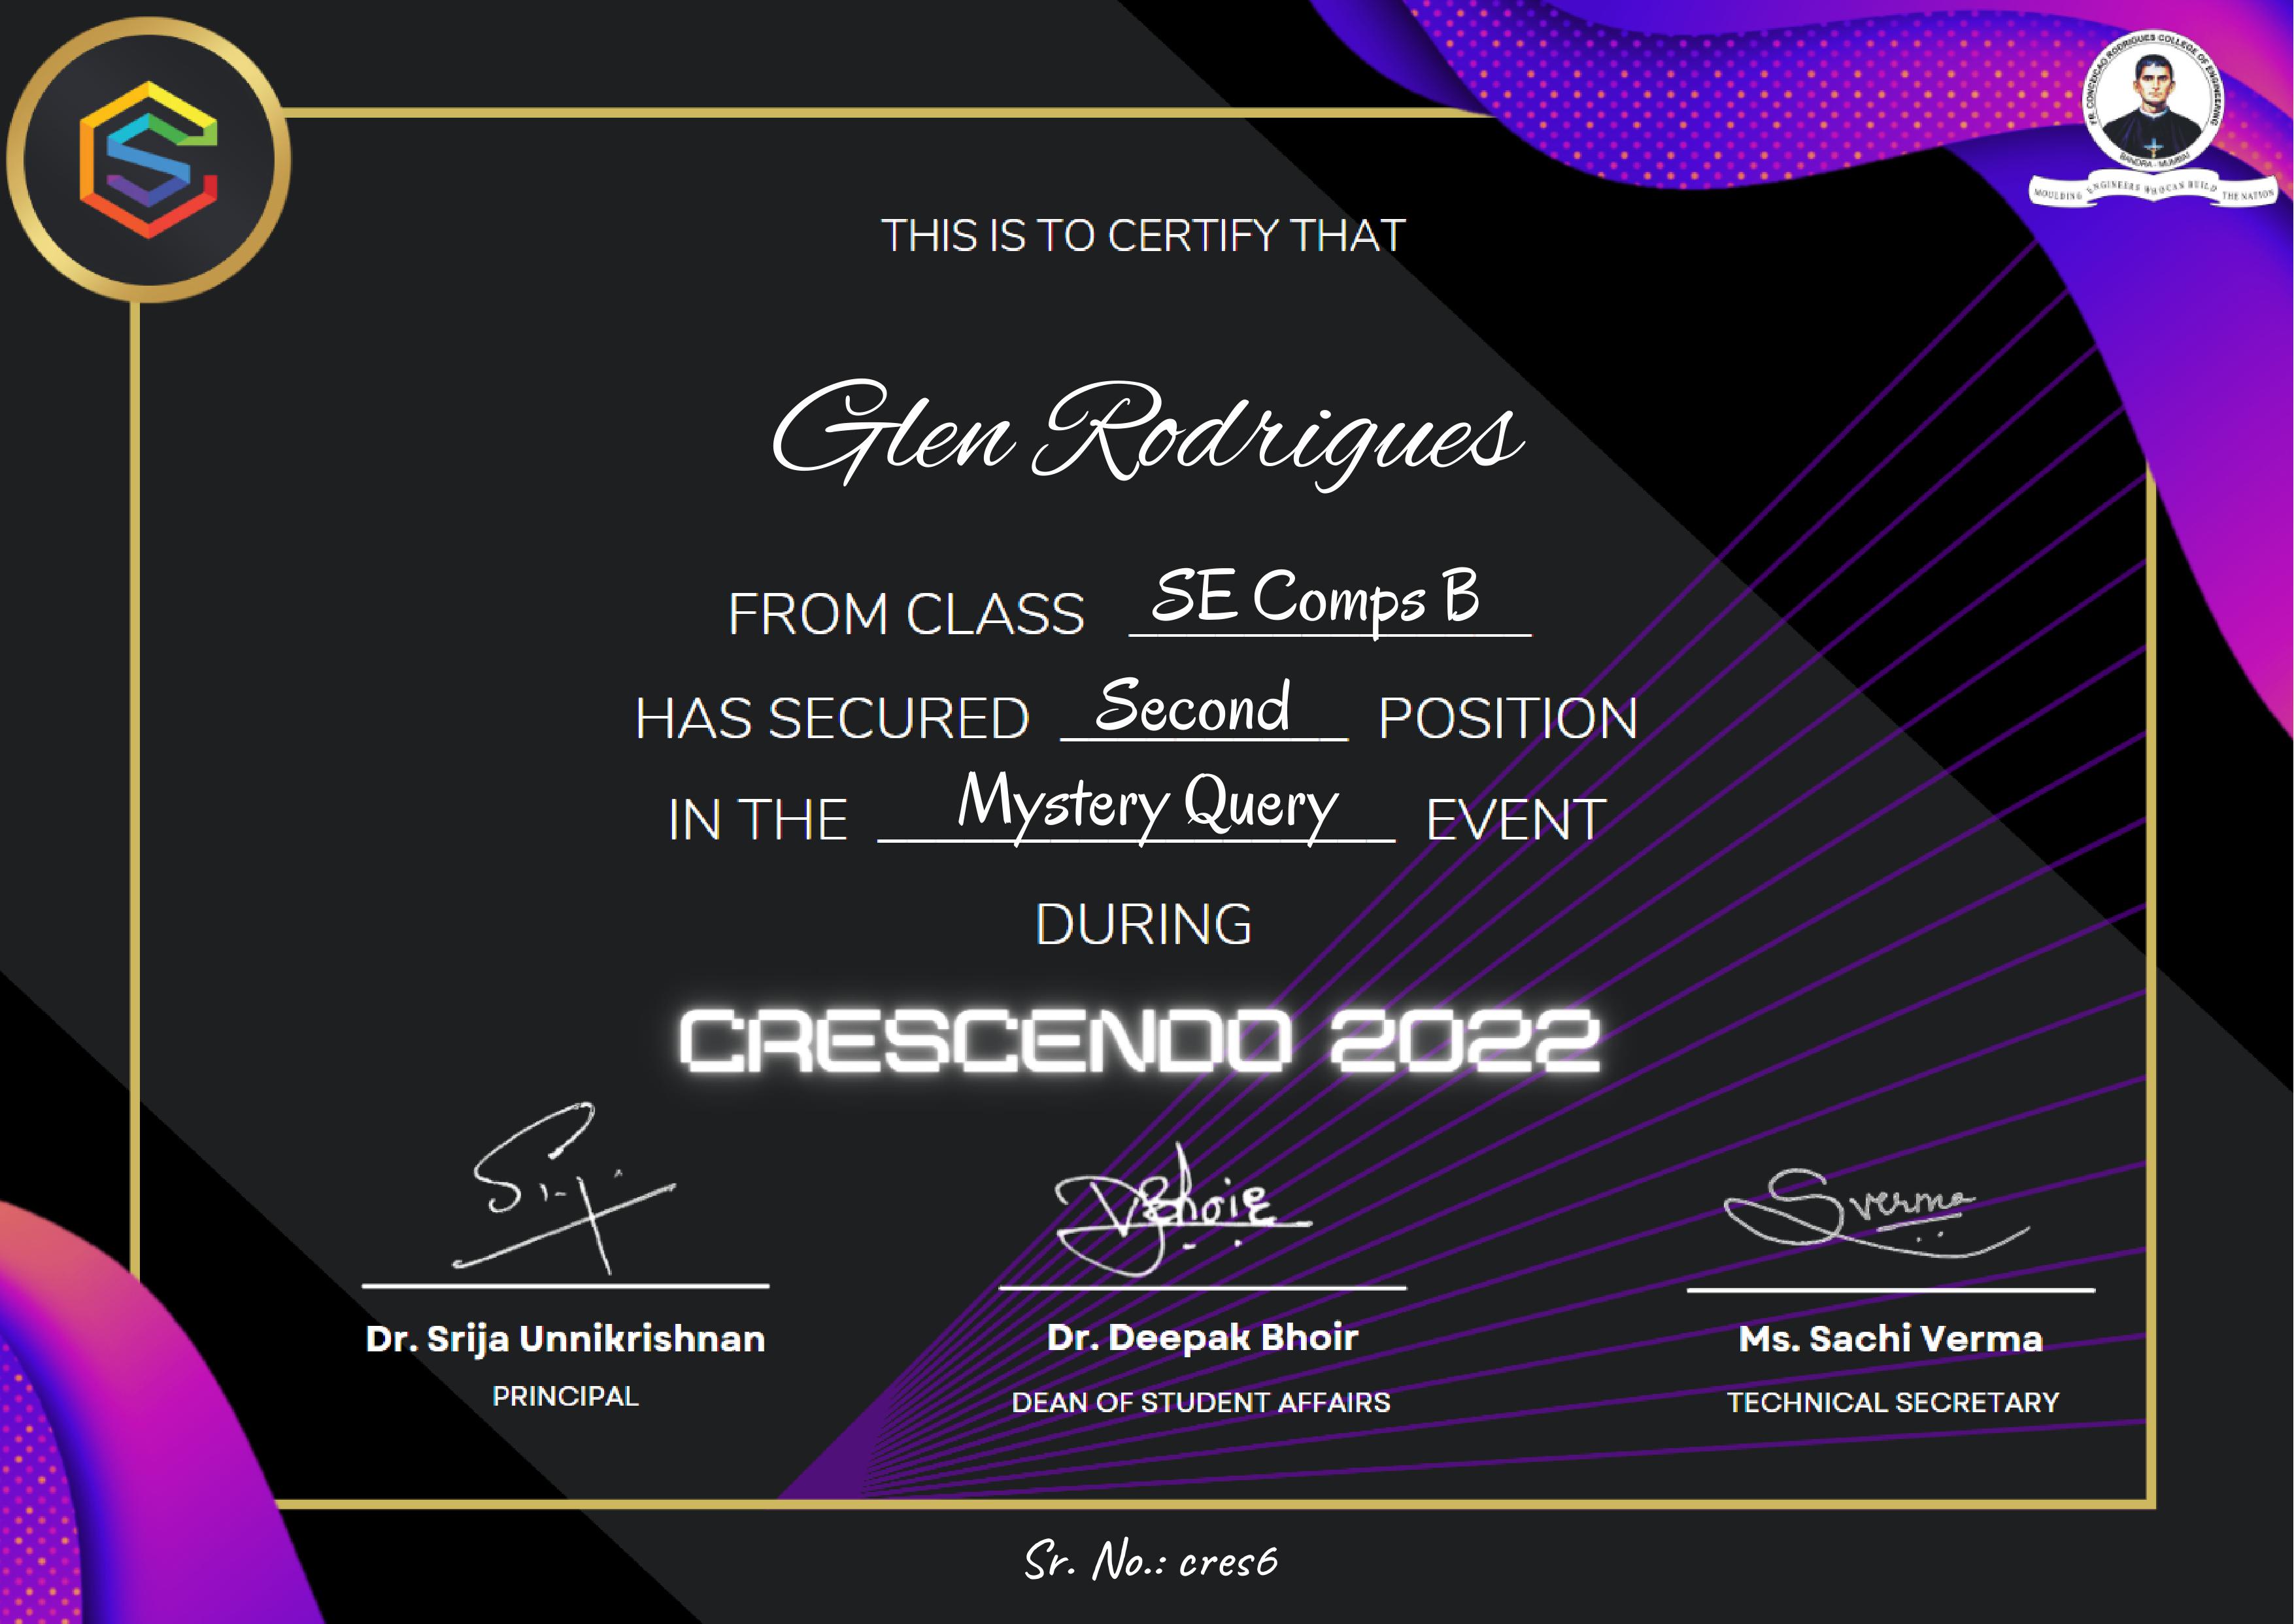 FR. CONCEICAO RODRIGUES COLLEGE OF ENGINEERING
BANDRA - MUMBAI
MOULDING ENGINEERS WHO CAN BUILD THE NATION
THIS IS TO CERTIFY THAT
Glen Rodrigues
FROM CLASS SE Comps B
HAS SECURED Second POSITION
IN THE Mystery Query EVENT
DURING
CRESCENDO 2022
DBhoir
Sverma
Dr. Srija Unnikrishnan
PRINCIPAL
Dr. Deepak Bhoir
DEAN OF STUDENT AFFAIRS
Ms. Sachi Verma
TECHNICAL SECRETARY
Sr. No.: cres6